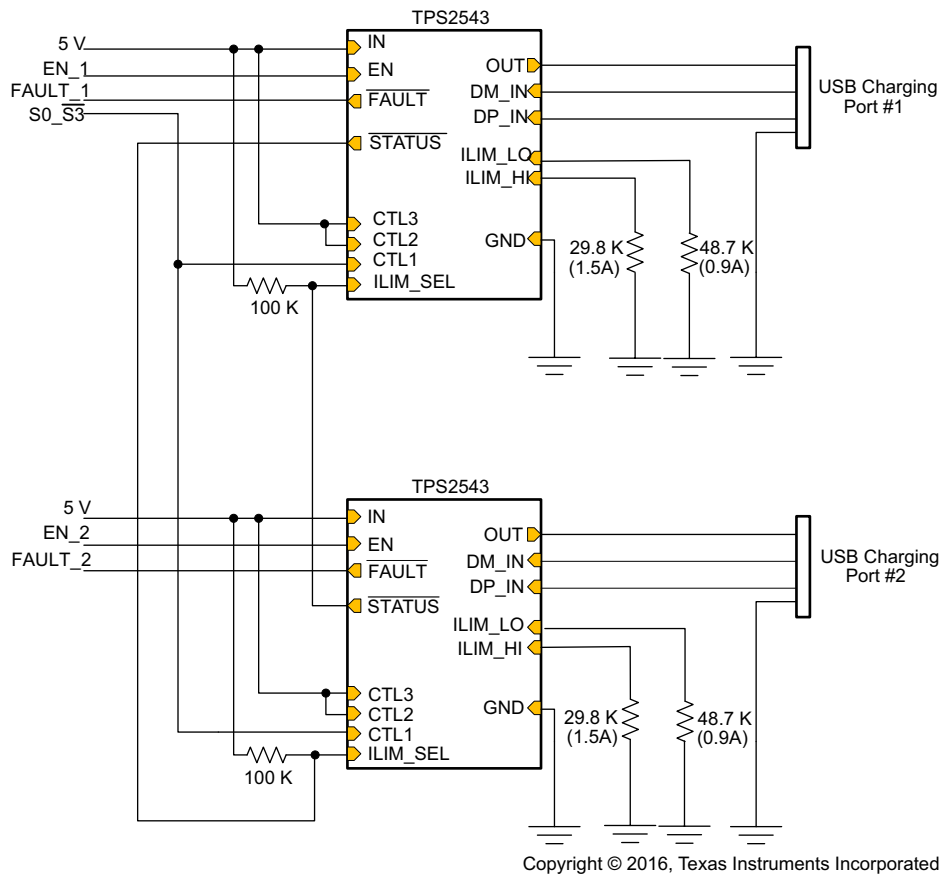 TPS2543
5 V
EN_1
FAULT_1
S0_S3
IN
EN
FAULT
STATUS
CTL3
CTL2
CTL1
ILIM_SEL
100 K
OUT
DM_IN
DP_IN
ILIM_LO
ILIM_HI
GND
29.8 K
(1.5A)
48.7 K
(0.9A)
USB Charging
Port #1
TPS2543
5 V
EN_2
FAULT_2
IN
EN
FAULT
STATUS
CTL3
CTL2
CTL1
ILIM_SEL
100 K
OUT
DM_IN
DP_IN
ILIM_LO
ILIM_HI
GND
29.8 K
(1.5A)
48.7 K
(0.9A)
USB Charging
Port #2
Copyright © 2016, Texas Instruments Incorporated